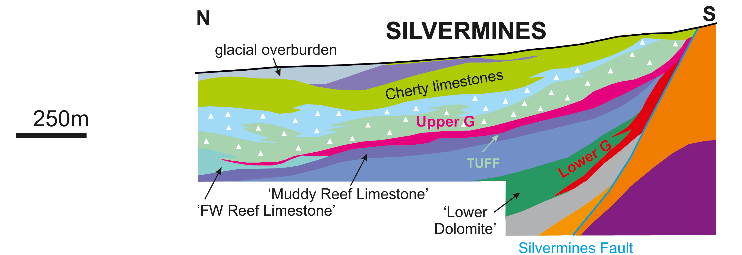 N
SILVERMINES
S
glacial overburden
Cherty limestones
250m
Upper G
TUFF
Lower G
'Muddy Reef Limestone'
'FW Reef Limestone'
'Lower
Dolomite'
Silvermines Fault